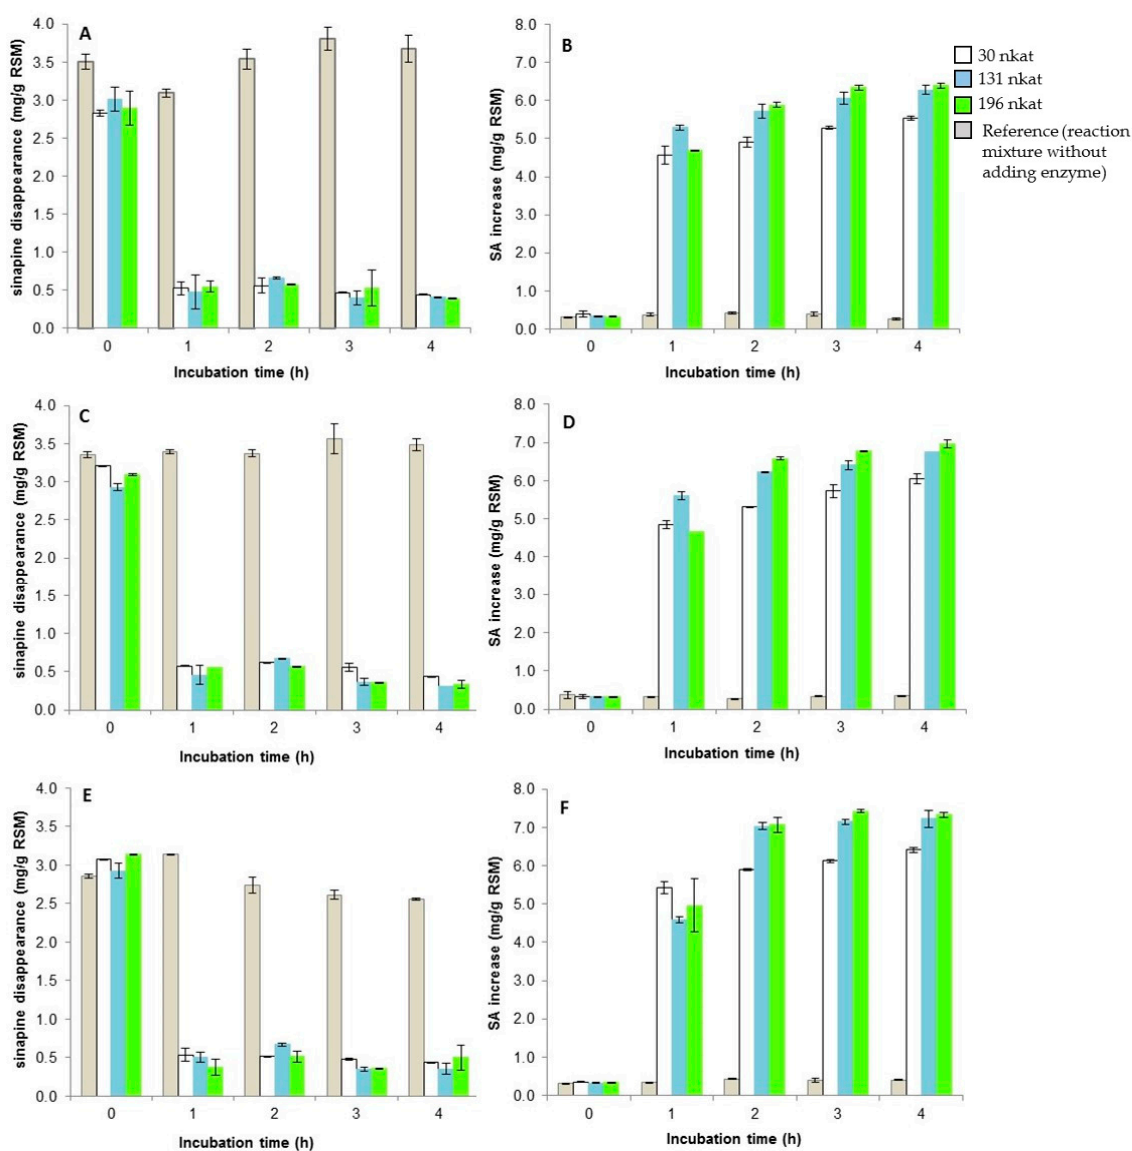 A
sinapine disappearance (mg/g RSM)
4.0
3.5
3.0
2.5
2.0
1.5
1.0
0.5
0.0
0 1 2 3 4
Incubation time (h)
B
SA increase (mg/g RSM)
8.0
7.0
6.0
5.0
4.0
3.0
2.0
1.0
0.0
0 1 2 3 4
Incubation time (h)
30 nkat
131 nkat
196 nkat
Reference (reaction
mixture without
adding enzyme)
C
sinapine disappearance (mg/g RSM)
4.0
3.5
3.0
2.5
2.0
1.5
1.0
0.5
0.0
0 1 2 3 4
Incubation time (h)
D
SA increase (mg/g RSM)
8.0
7.0
6.0
5.0
4.0
3.0
2.0
1.0
0.0
0 1 2 3 4
Incubation time (h)
E
sinapine disappearance (mg/g RSM)
4.0
3.5
3.0
2.5
2.0
1.5
1.0
0.5
0.0
0 1 2 3 4
Incubation time (h)
F
SA increase (mg/g RSM)
8.0
7.0
6.0
5.0
4.0
3.0
2.0
1.0
0.0
0 1 2 3 4
Incubation time (h)